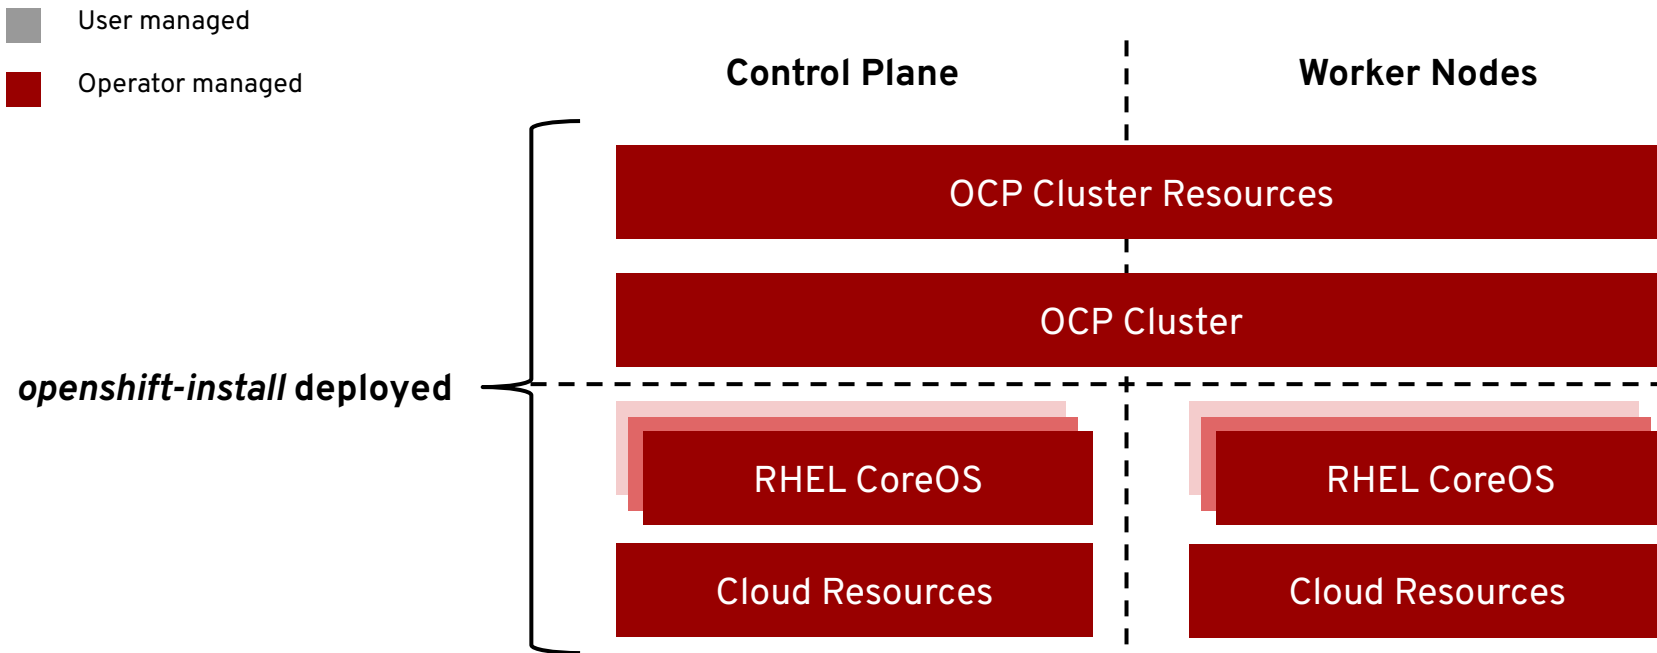 User managed
Operator managed
Control Plane
Worker Nodes
OCP Cluster Resources
OCP Cluster
openshift-install deployed
RHEL CoreOS
RHEL CoreOS
Cloud Resources
Cloud Resources